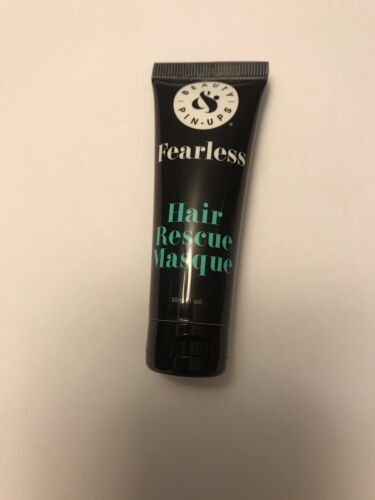 BEAUTY
&
PIN-UPS
Fearless
Hair
Rescue
Masque